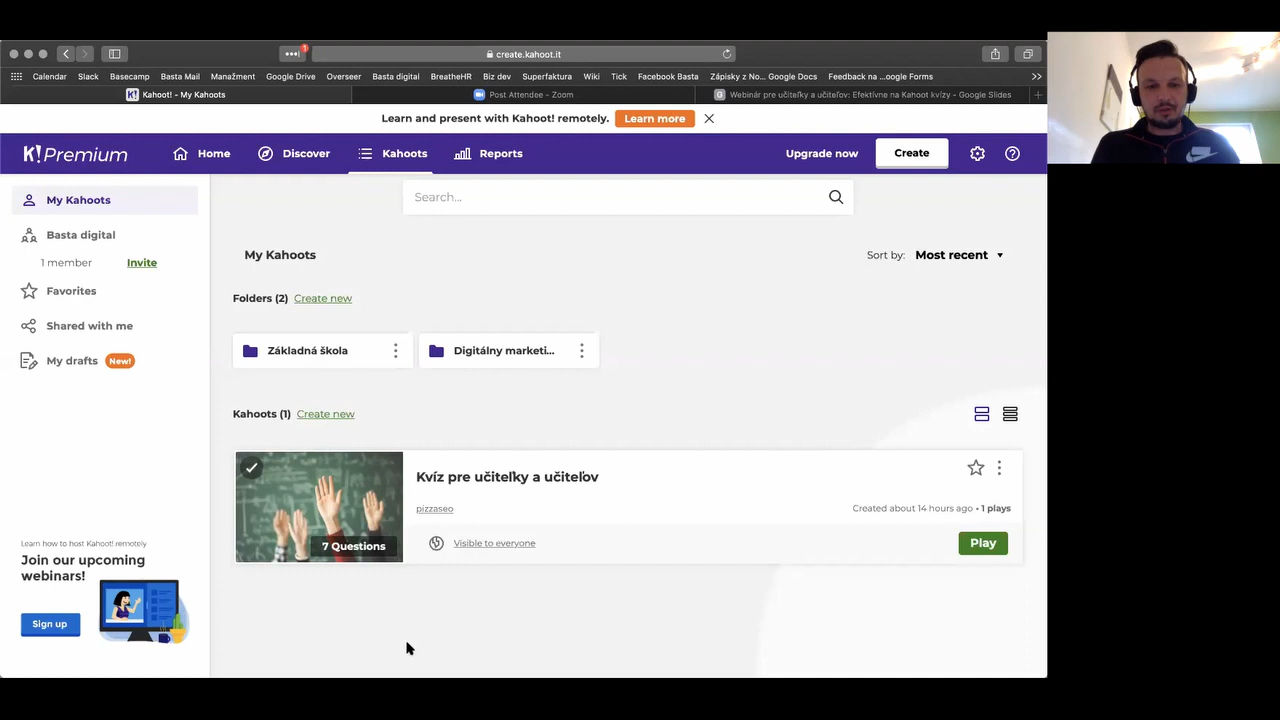 1
create.kahoot.it
Calendar Slack Basecamp Basta Mail Manažment Google Drive Overseer Basta digital BreatheHR Biz dev Superfaktura Wiki Tick Facebook Basta Zápisky z No... Google Docs Feedback na ...oogle Forms
K! Kahoot! - My Kahoots Post Attendee - Zoom Webinár pre učiteľky a učiteľov: Efektívne na Kahoot kvízy - Google Slides
Learn and present with Kahoot! remotely. Learn more
K! Premium Home Discover Kahoots Reports Upgrade now Create
My Kahoots
Search...
Basta digital
1 member Invite
My Kahoots
Sort by: Most recent
Favorites
Folders (2) Create new
Shared with me
Základná škola Digitálny marketi...
My drafts New!
Kahoots (1) Create new
Kvíz pre učiteľky a učiteľov
pizzaseo
Created about 14 hours ago • 1 plays
7 Questions
Visible to everyone
Play
Learn how to host Kahoot! remotely
Join our upcoming
webinars!
Sign up